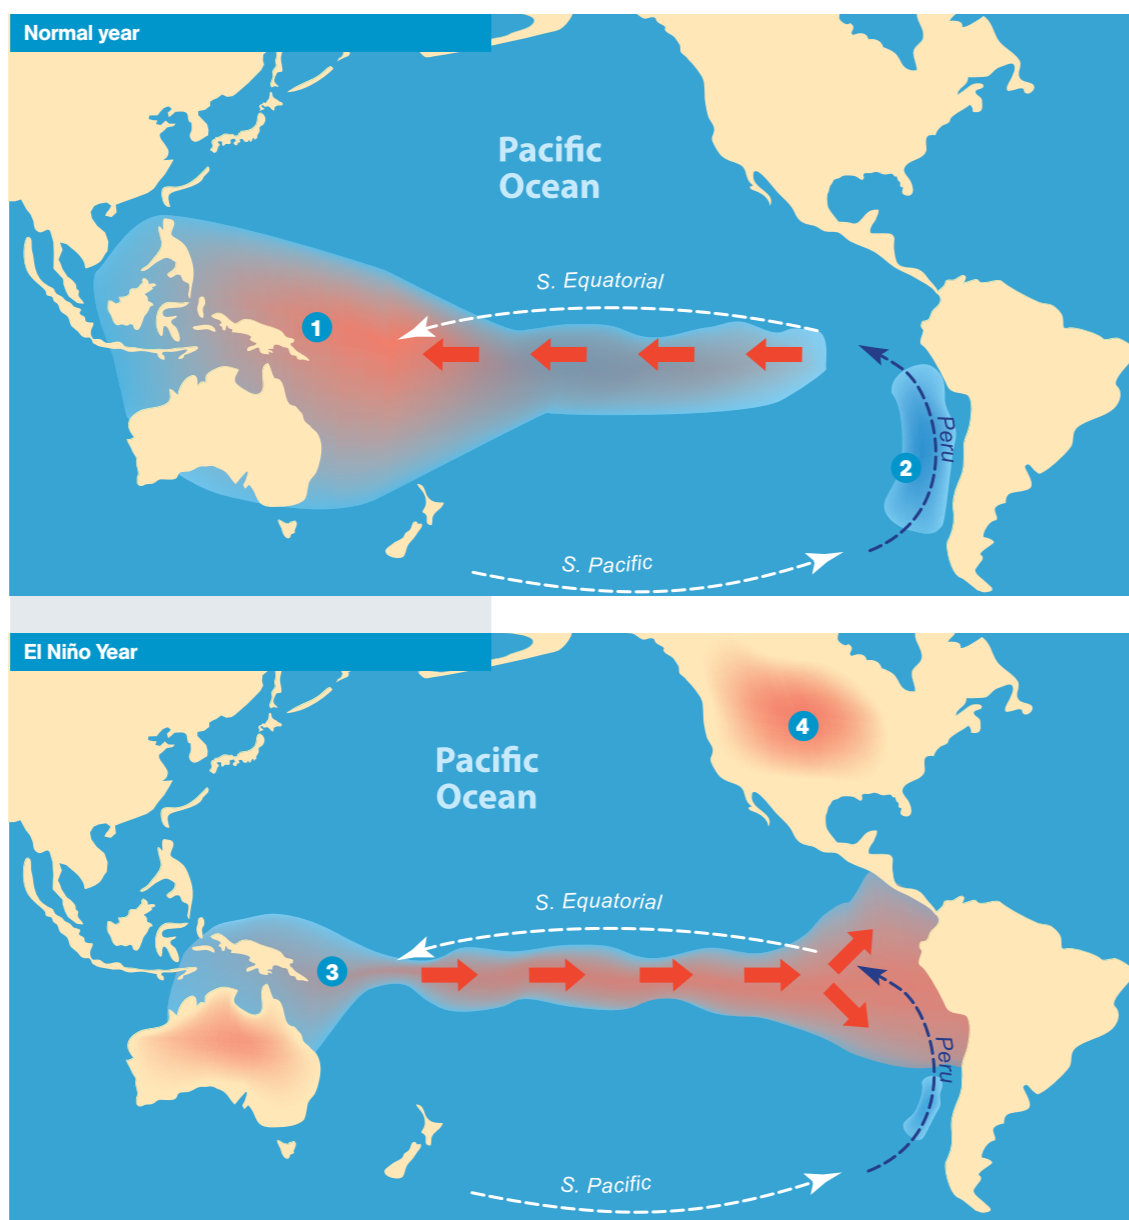 Normal year
Pacific
Ocean
S. Equatorial
1
Peru
2
S. Pacific
El Niño Year
4
Pacific
Ocean
S. Equatorial
3
Peru
S. Pacific